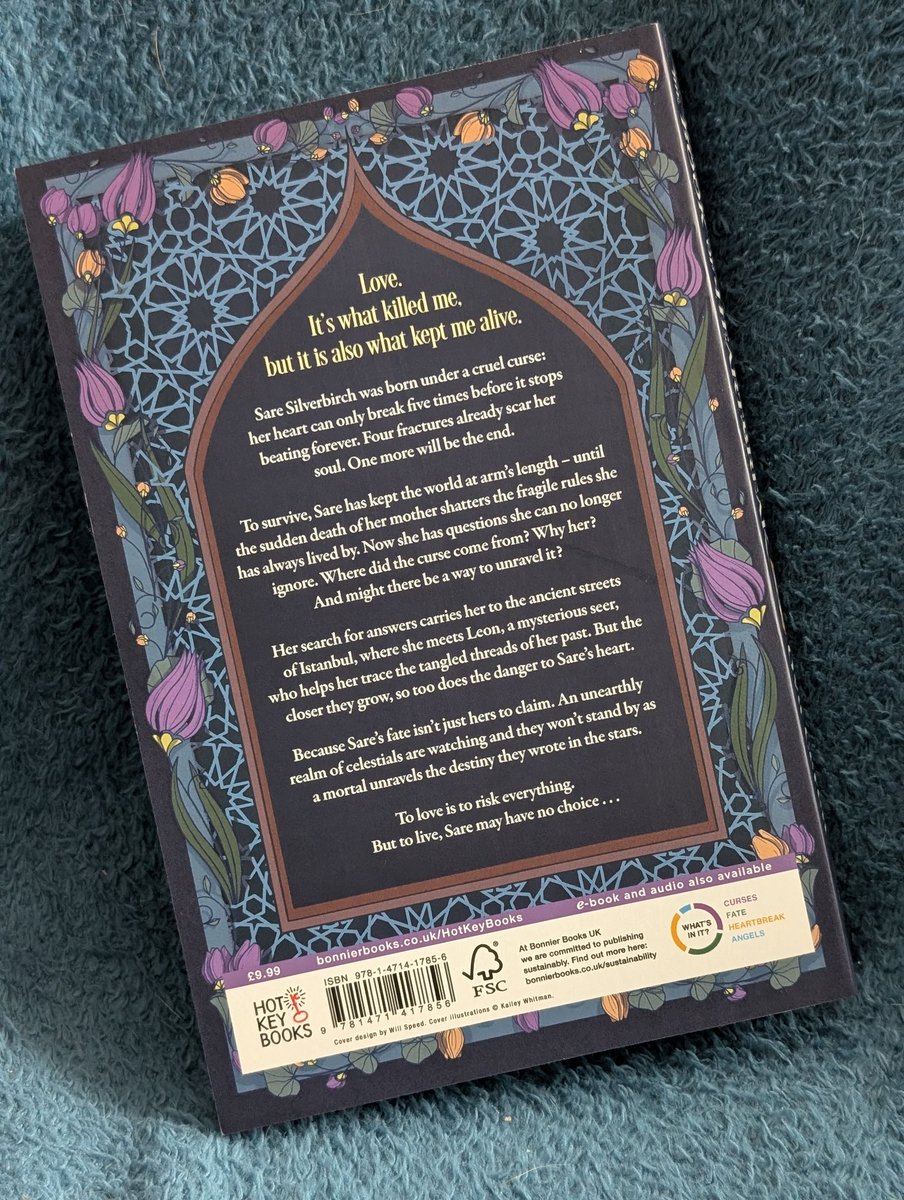 Love.
It's what killed me,
but it is also what kept me alive.
Sare Silverbirch was born under a cruel curse:
her heart can only break five times before it stops
beating forever. Four fractures already scar her
soul. One more will be the end.
To survive, Sare has kept the world at arm's length – until
the sudden death of her mother shatters the fragile rules she
has always lived by. Now she has questions she can no longer
ignore. Where did the curse come from? Why her?
And might there be a way to unravel it?
Her search for answers carries her to the ancient streets
of Istanbul, where she meets Leon, a mysterious seer,
who helps her trace the tangled threads of her past. But the
closer they grow, so too does the danger to Sare's heart.
Because Sare's fate isn't just hers to claim. An unearthly
realm of celestials are watching and they won't stand by as
a mortal unravels the destiny they wrote in the stars.
To love is to risk everything.
But to live, Sare may have no choice . . .
£9.99
bonnierbooks.co.uk/HotKeyBooks
e-book and audio also available
HOT
KEY
BOOKS
ISBN 978-1-4714-1785-6
9 781471 417856
FSC
At Bonnier Books UK
we are committed to publishing
sustainably. Find out more here:
bonnierbooks.co.uk/sustainability
WHAT'S
IN IT?
CURSES
FATE
HEARTBREAK
ANGELS
Cover design by Will Speed. Cover illustrations © Kailey Whitman.